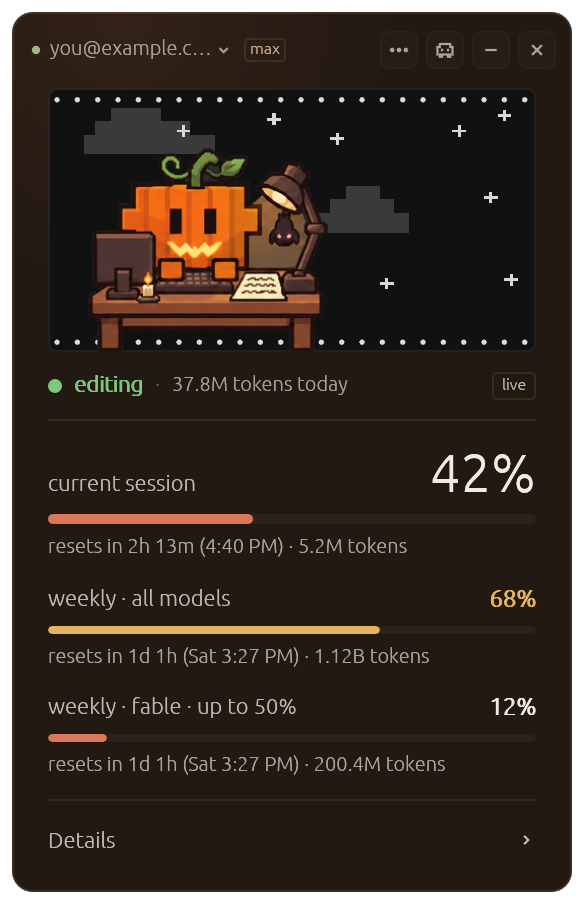 you@example.c... max
editing · 37.8M tokens today live
current session 42%
resets in 2h 13m (4:40 PM) · 5.2M tokens
weekly · all models 68%
resets in 1d 1h (Sat 3:27 PM) · 1.12B tokens
weekly · fable · up to 50% 12%
resets in 1d 1h (Sat 3:27 PM) · 200.4M tokens
Details